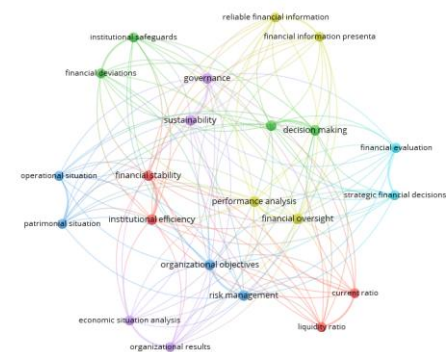 reliable financial information
institutional safeguards
financial information presenta
financial deviations
governance
sustainability
decision making
financial evaluation
operational situation
financial stability
strategic financial decisions
performance analysis
patrimonial situation
institutional efficiency
financial oversight
organizational objectives
risk management
current ratio
economic situation analysis
liquidity ratio
organizational results